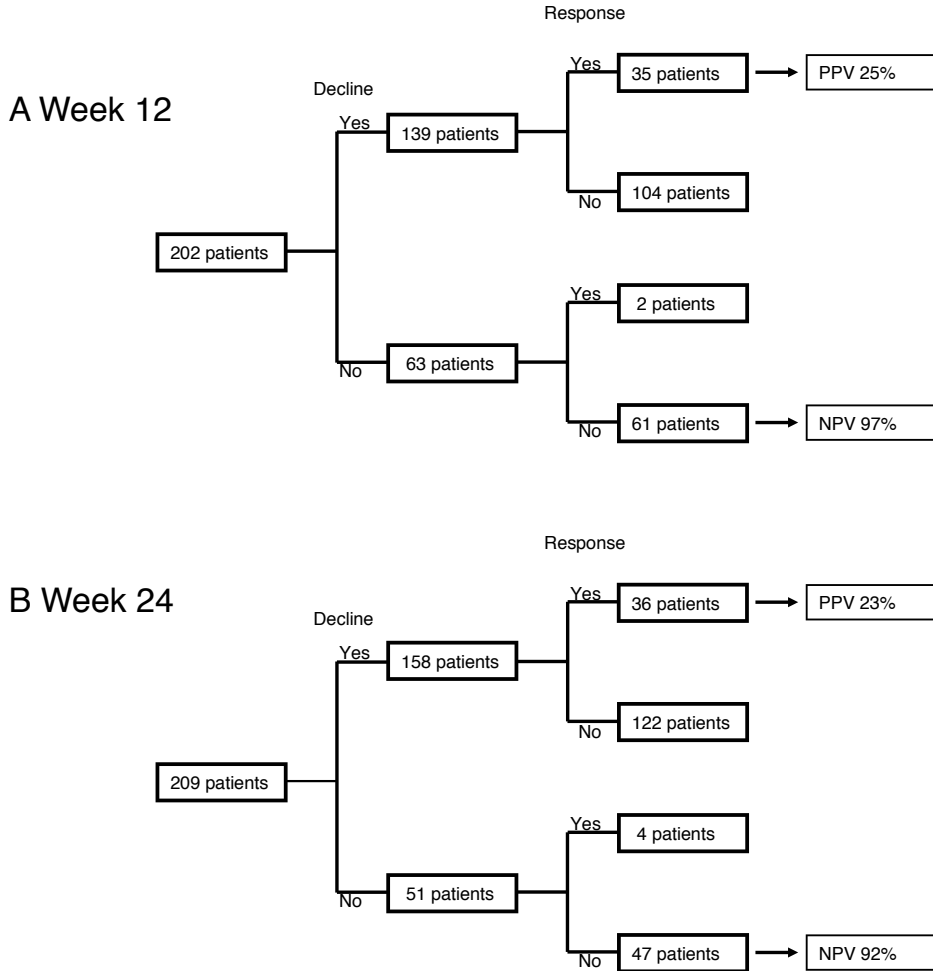 Response
Yes
35 patients
PPV 25%
A Week 12
Decline
Yes
139 patients
No
104 patients
202 patients
Yes
2 patients
No
63 patients
No
61 patients
NPV 97%
Response
B Week 24
Yes
36 patients
PPV 23%
Decline
Yes
158 patients
No
122 patients
209 patients
Yes
4 patients
No
51 patients
No
47 patients
NPV 92%